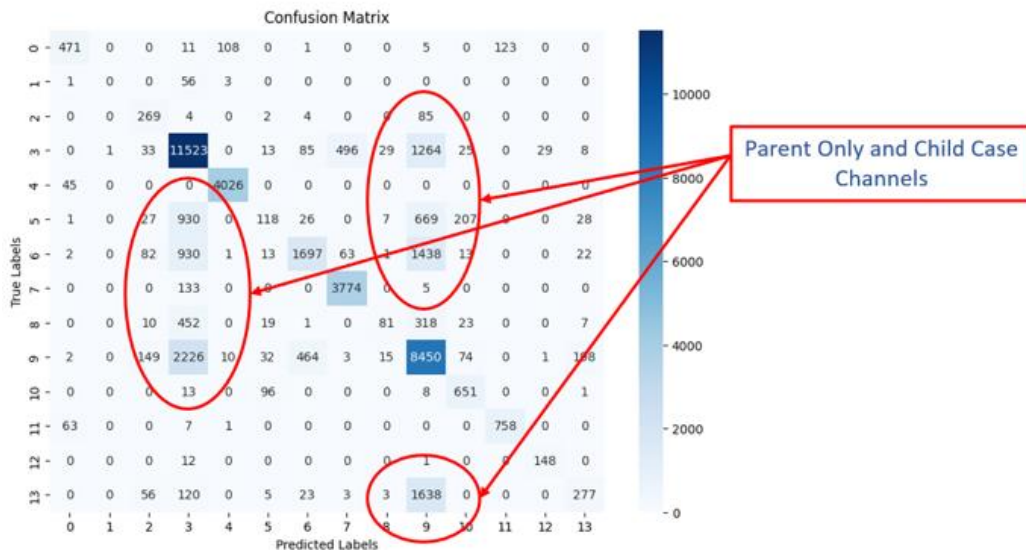 Confusion Matrix
0 471 0 0 11 108 0 1 0 0 5 0 123 0 0
1 1 0 0 56 3 0 0 0 0 0 0 0 0 0
2 0 0 269 4 0 2 4 0 0 85 0 0 0 0
3 0 1 33 11523 0 13 85 496 29 1264 25 0 29 8
4 45 0 0 0 4026 0 0 0 0 0 0 0 0 0
5 1 0 27 930 0 118 26 0 7 669 207 0 0 28
6 2 0 82 930 1 13 1697 63 1 1438 13 0 0 22
7 0 0 0 133 0 0 0 3774 0 5 0 0 0 0
8 0 0 10 452 0 19 1 0 81 318 23 0 0 7
9 2 0 149 2226 10 32 464 3 15 8450 74 0 1
10 0 0 0 13 0 96 0 0 0 8 651 0 0 1
11 63 0 0 7 1 0 0 0 0 0 0 758 0 0
12 0 0 0 12 0 0 0 0 0 1 0 0 148 0
13 0 0 56 120 0 5 23 3 3 1638 0 0 0 277
0 1 2 3 4 5 6 7 8 9 10 11 12 13
True Labels
Predicted Labels
10000
8000
6000
4000
2000
0
Parent Only and Child Case
Channels